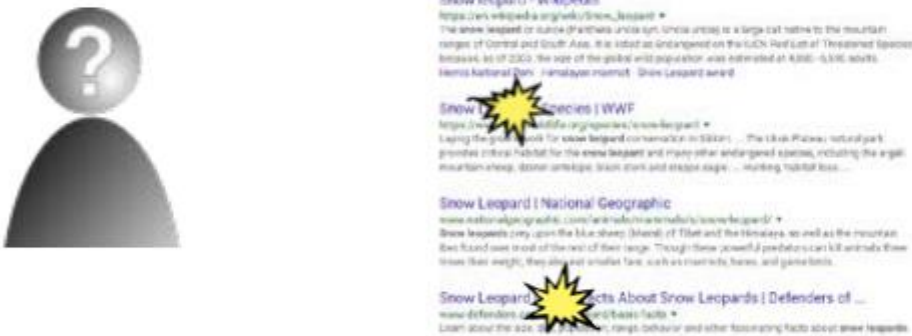 ?
Snow leopard - Wikipedia
https://en.wikipedia.org/wiki/Snow_leopard
The snow leopard or ounce (Panthera uncia syn. Uncia uncia) is a large cat native to the mountain
ranges of Central and South Asia. It is listed as Endangered on the IUCN Red List of Threatened Species
because, as of 2003, the size of the global wild population was estimated at
Hemis National Park Himalayan marmot Snow Leopard award
Snow Species | WWF
Laying the work for snow leopard conservation in The Ukok Plateau natural park
provides critical habitat for the snow leopard and many other endangered species, including the argali
mountain sheep, antelope, black stork and steppe eagle. ... Hunting, habitat loss ...
Snow Leopard | National Geographic
www.nationalgeographic.com/animals/mammals/s/snow-leopard/
Snow leopards prey upon the blue sheep (bharal) of Tibet and the Himalaya, as well as the mountain
ibex found over most of the rest of their range. Though these powerful predators can kill animals three
times their weight, they also eat smaller fare, such as marmots, hares, and game birds.
Snow Leopard Facts About Snow Leopards | Defenders of ...
www.defenders. /basic-facts
Learn about the size, range, behavior and other fascinating facts about snow leopards